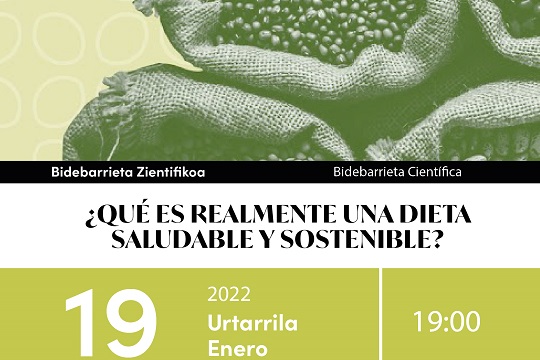 Bidebarrieta Zientifikoa
Bidebarrieta Científica
¿QUÉ ES REALMENTE UNA DIETA
SALUDABLE Y SOSTENIBLE?
19
2022
Urtarrila
Enero
19:00